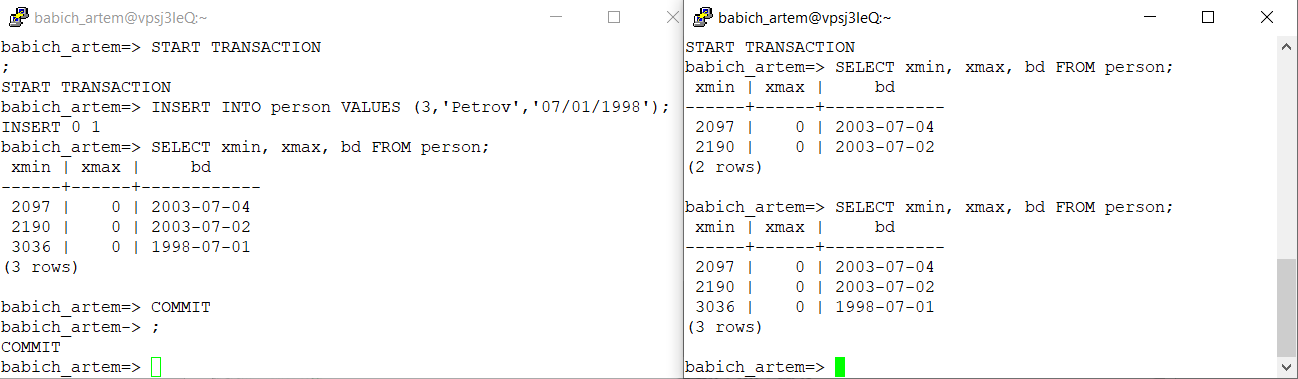 babich_artem@vpsj3IeQ:~
babich_artem=> START TRANSACTION
;
START TRANSACTION
babich_artem=> INSERT INTO person VALUES (3,'Petrov','07/01/1998');
INSERT 0 1
babich_artem=> SELECT xmin, xmax, bd FROM person;
 xmin | xmax |     bd
------+------+------------
 2097 |    0 | 2003-07-04
 2190 |    0 | 2003-07-02
 3036 |    0 | 1998-07-01
(3 rows)
babich_artem=> COMMIT
babich_artem-> ;
COMMIT
babich_artem=>
babich_artem@vpsj3IeQ:~
START TRANSACTION
babich_artem=> SELECT xmin, xmax, bd FROM person;
 xmin | xmax |     bd
------+------+------------
 2097 |    0 | 2003-07-04
 2190 |    0 | 2003-07-02
(2 rows)
babich_artem=> SELECT xmin, xmax, bd FROM person;
 xmin | xmax |     bd
------+------+------------
 2097 |    0 | 2003-07-04
 2190 |    0 | 2003-07-02
 3036 |    0 | 1998-07-01
(3 rows)
babich_artem=>